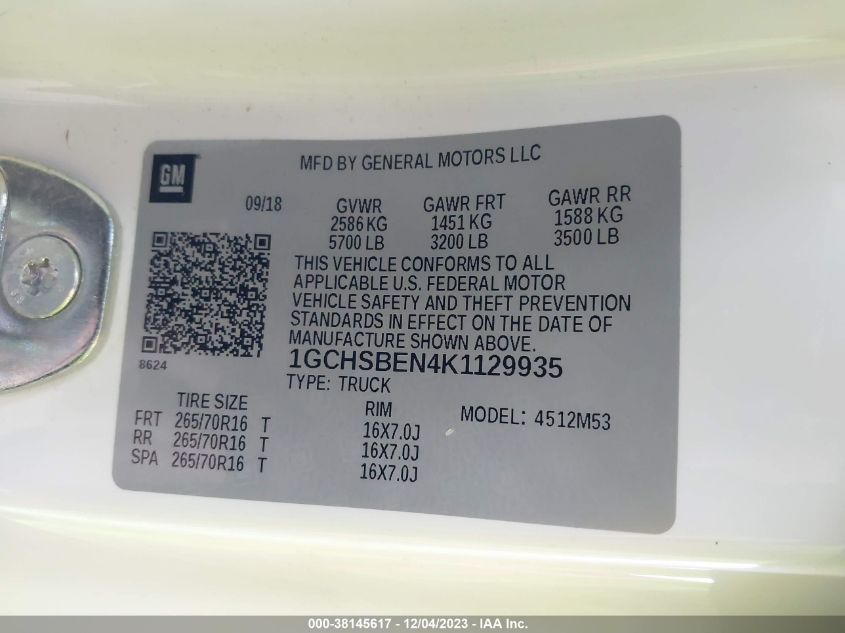 GM
MFD BY GENERAL MOTORS LLC
09/18
GVWR GAWR FRT GAWR RR
2586 KG 1451 KG 1588 KG
5700 LB 3200 LB 3500 LB
THIS VEHICLE CONFORMS TO ALL
APPLICABLE U.S. FEDERAL MOTOR
VEHICLE SAFETY AND THEFT PREVENTION
STANDARDS IN EFFECT ON THE DATE OF
MANUFACTURE SHOWN ABOVE.
8624
1GCHSBEN4K1129935
TYPE: TRUCK
TIRE SIZE RIM MODEL: 4512M53
FRT 265/70R16 T 16X7.0J
RR 265/70R16 T 16X7.0J
SPA 265/70R16 T 16X7.0J
000-38145617 - 12/04/2023 - IAA Inc.